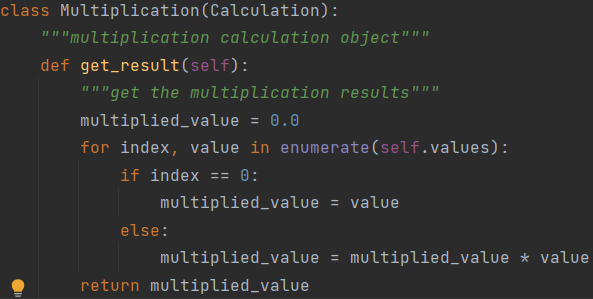 class Multiplication(Calculation):
    """multiplication calculation object"""
    def get_result(self):
        """get the multiplication results"""
        multiplied_value = 0.0
        for index, value in enumerate(self.values):
            if index == 0:
                multiplied_value = value
            else:
                multiplied_value = multiplied_value * value
        return multiplied_value